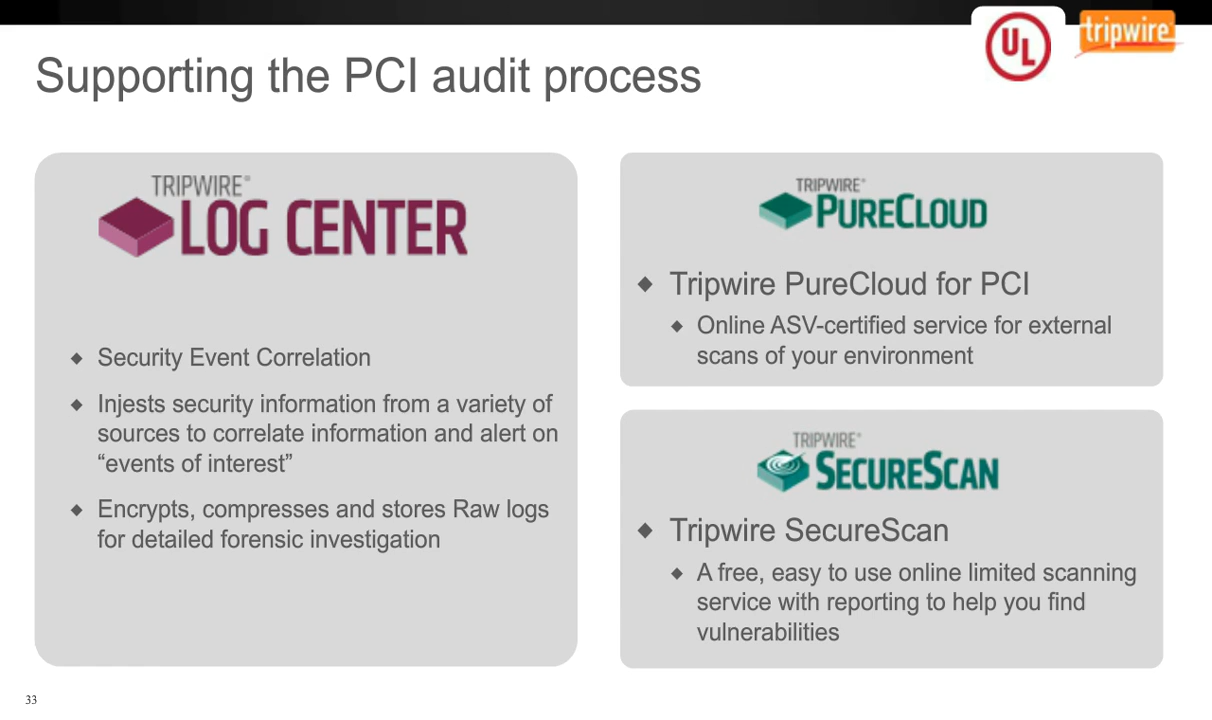 UL
tripwire
Supporting the PCI audit process
TRIPWIRE
LOG CENTER
Security Event Correlation
Injests security information from a variety of
sources to correlate information and alert on
“events of interest”
Encrypts, compresses and stores Raw logs
for detailed forensic investigation
TRIPWIRE
PURECLOUD
Tripwire PureCloud for PCI
Online ASV-certified service for external
scans of your environment
TRIPWIRE
SECURESCAN
Tripwire SecureScan
A free, easy to use online limited scanning
service with reporting to help you find
vulnerabilities
33